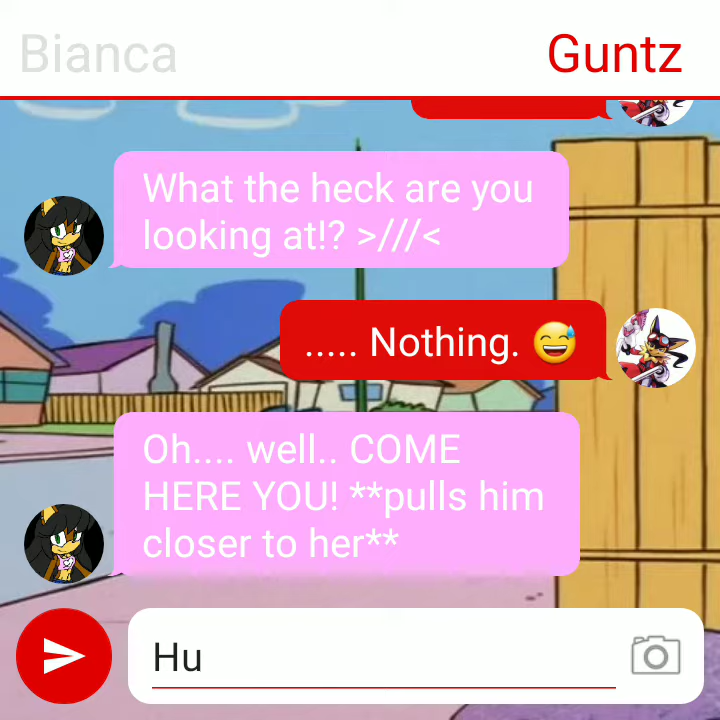 Bianca
Guntz
What the heck are you
looking at!? >///<
..... Nothing. 😅
Oh.... well.. COME
HERE YOU! **pulls him
closer to her**
Hu